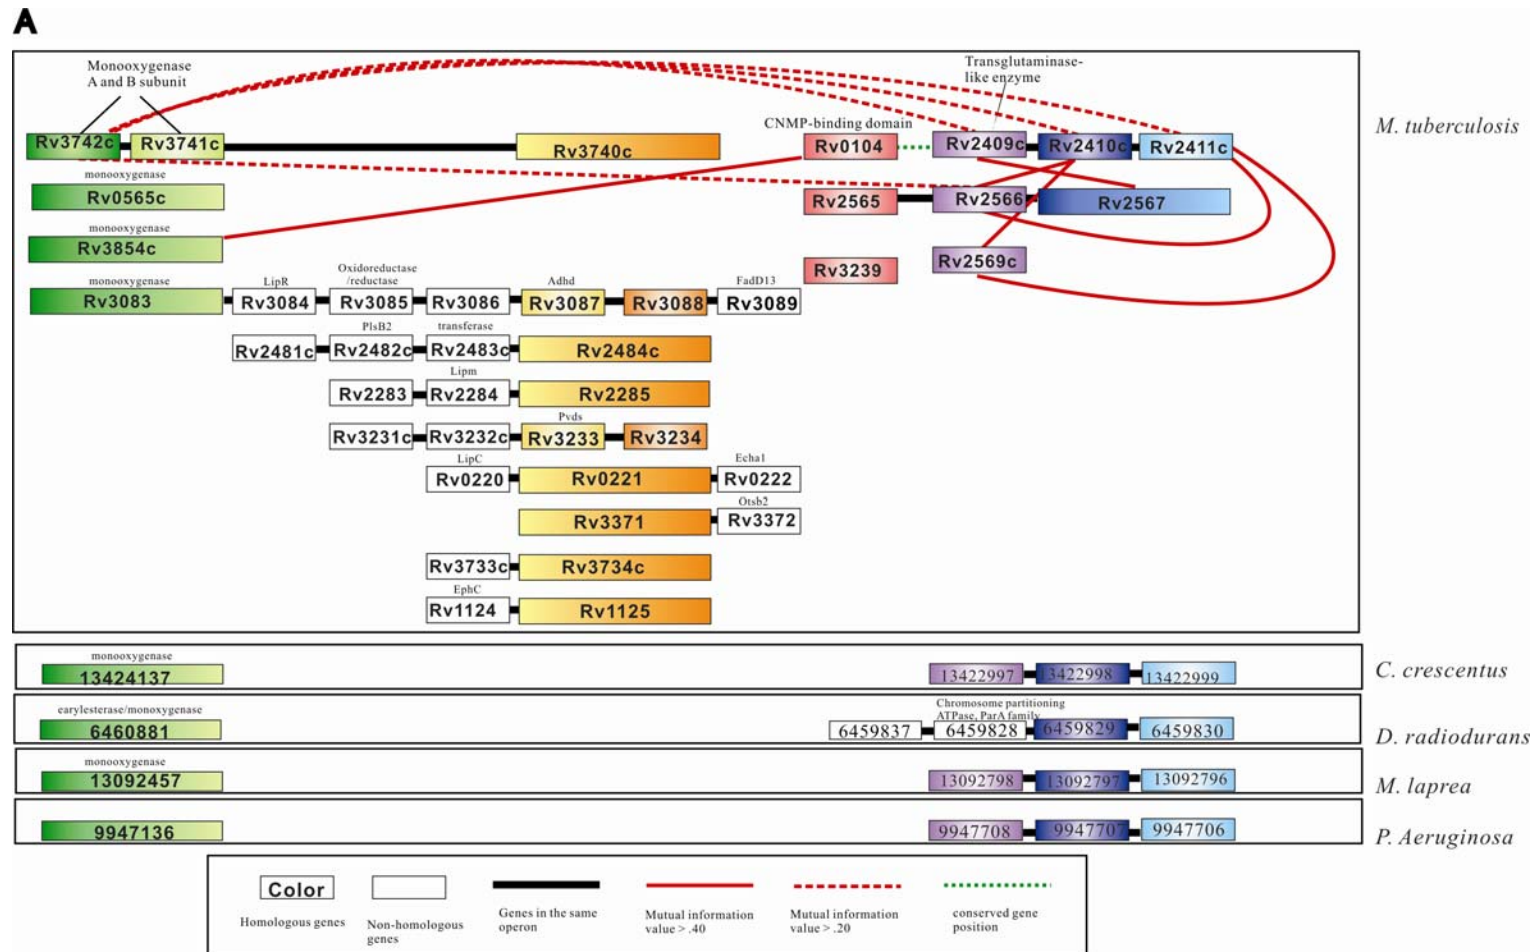 A
Monooxygenase
A and B subunit
Transglutaminase-
like enzyme
CNMP-binding domain
M. tuberculosis
Rv3742c Rv3741c Rv3740c Rv0104 Rv2409c Rv2410c Rv2411c
monooxygenase
Rv0565c Rv2565 Rv2566 Rv2567
monooxygenase
Rv3854c Rv3239 Rv2569c
monooxygenase LipR Oxidoreductase
/reductase Adhd FadD13
Rv3083 Rv3084 Rv3085 Rv3086 Rv3087 Rv3088 Rv3089
PlsB2 transferase
Rv2481c Rv2482c Rv2483c Rv2484c
Lipm
Rv2283 Rv2284 Rv2285
Pvds
Rv3231c Rv3232c Rv3233 Rv3234
LipC Echa1
Rv0220 Rv0221 Rv0222
Otsb2
Rv3371 Rv3372
Rv3733c Rv3734c
EphC
Rv1124 Rv1125
monooxygenase
13424137 13422997 13422998 13422999 C. crescentus
earylesterase/monoxygenase Chromosome partitioning
ATPase, ParA family
6460881 6459837 6459828 6459829 6459830 D. radiodurans
monooxygenase
13092457 13092798 13092797 13092796 M. laprea
9947136 9947708 9947707 9947706 P. Aeruginosa
Color
Homologous genes
Non-homologous
genes
Genes in the same
operon
Mutual information
value > .40
Mutual information
value > .20
conserved gene
position